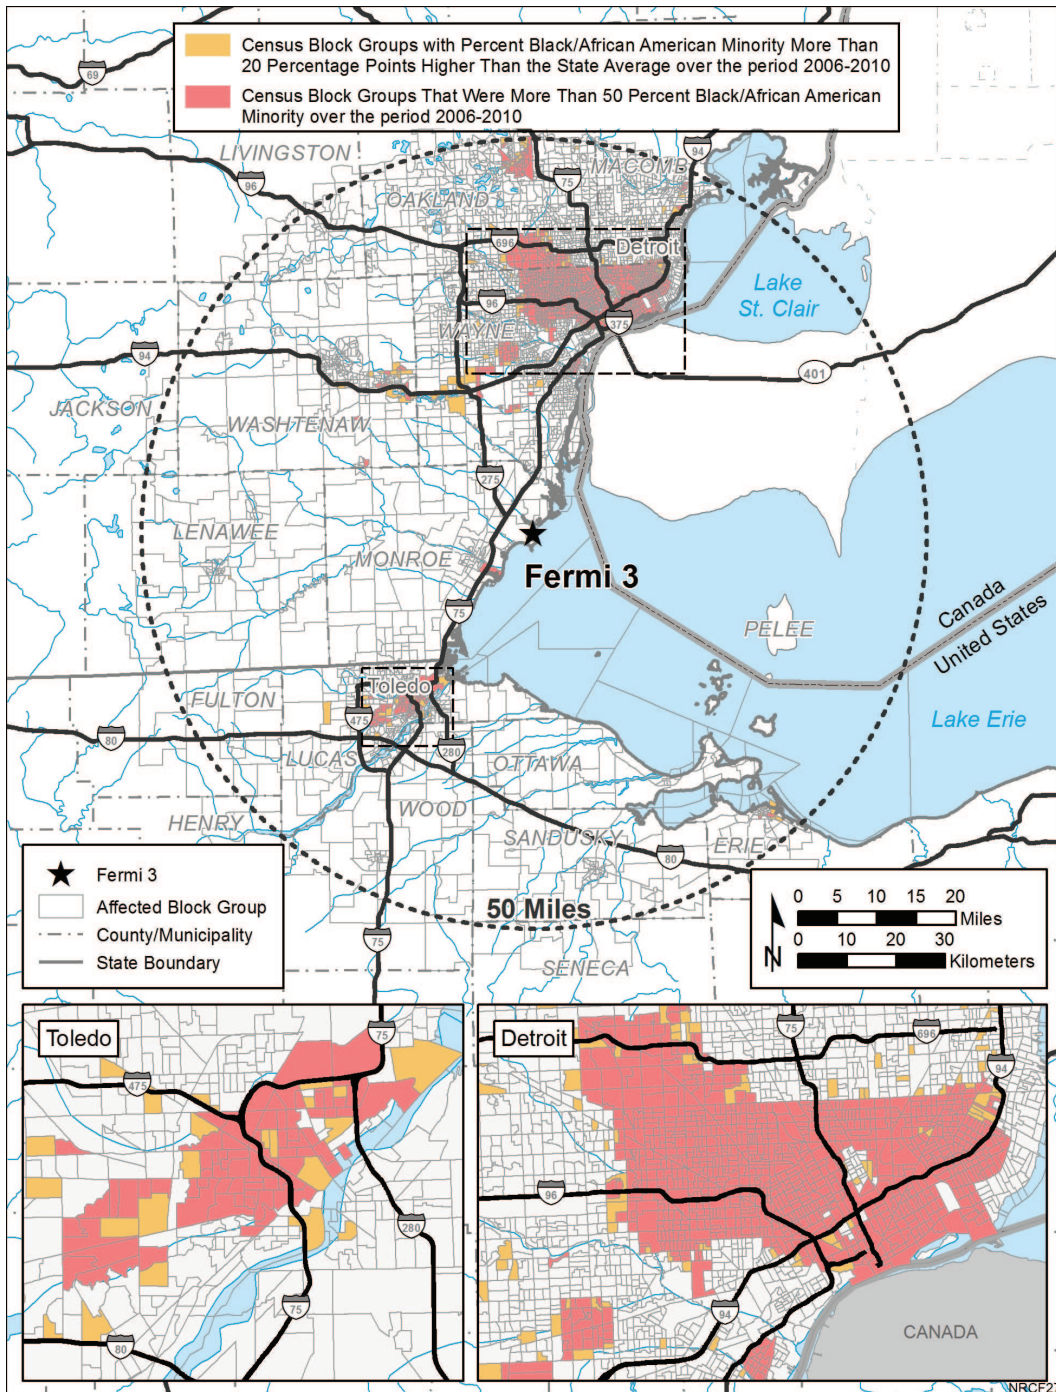 Census Block Groups with Percent Black/African American Minority More Than
20 Percentage Points Higher Than the State Average over the period 2006-2010
Census Block Groups That Were More Than 50 Percent Black/African American
Minority over the period 2006-2010
69
LIVINGSTON
96
OAKLAND
75
MACOMB
94
696
Detroit
Lake
St. Clair
96
WAYNE
375
94
401
JACKSON
WASHTENAW
275
LENAWEE
MONROE
Fermi 3
75
PELEE
Canada
United States
Toledo
FULTON
475
Lake Erie
80
LUCAS
280
OTTAWA
HENRY
WOOD
SANDUSKY
ERIE
80
Fermi 3
Affected Block Group
County/Municipality
State Boundary
50 Miles
75
SENECA
0 5 10 15 20
Miles
0 10 20 30
Kilometers
N
Toledo
75
475
280
75
80
Detroit
75
696
94
96
94
CANADA
NRCF27